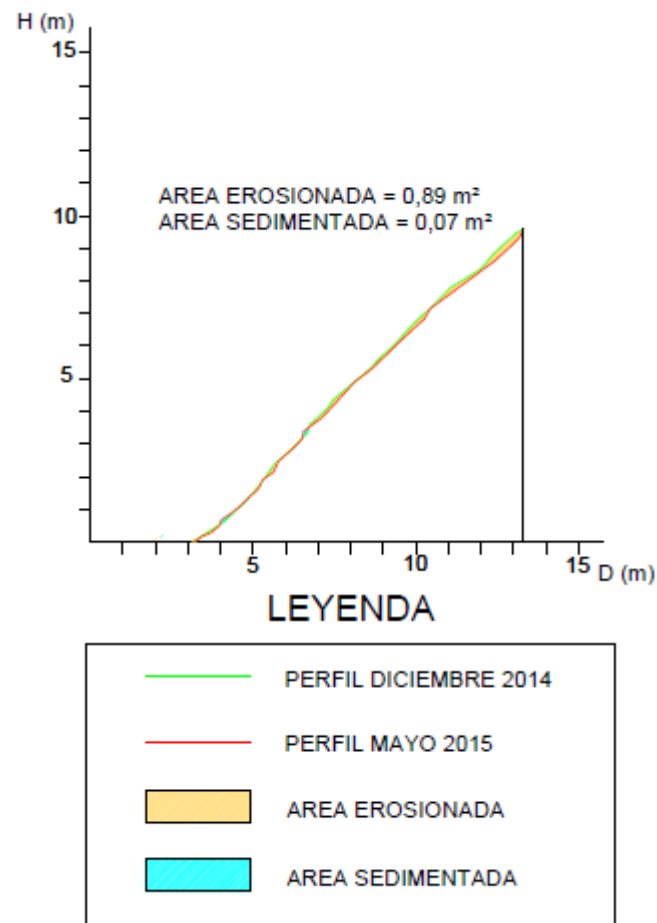 H (m)
15
AREA EROSIONADA = 0,89 m²
AREA SEDIMENTADA = 0,07 m²
10
5
5
10
15
D (m)
LEYENDA
PERFIL DICIEMBRE 2014
PERFIL MAYO 2015
AREA EROSIONADA
AREA SEDIMENTADA